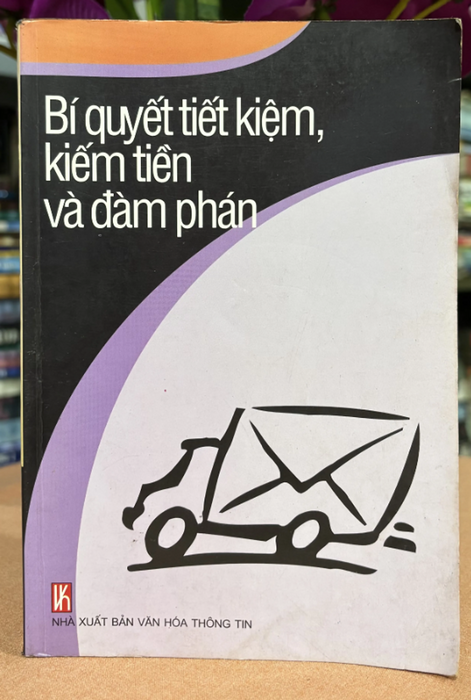 Bí quyết tiết kiệm,
kiếm tiền
và đàm phán
NHÀ XUẤT BẢN VĂN HÓA THÔNG TIN